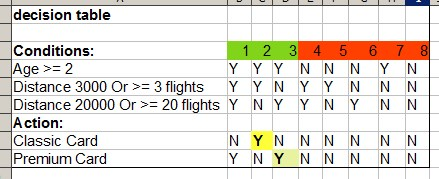 decision table
Conditions: 1 2 3 4 5 6 7 8
Age >= 2 Y Y Y N N N Y N
Distance 3000 Or >= 3 flights Y Y N Y Y N N N
Distance 20000 Or >= 20 flights Y N Y Y N Y N N
Action:
Classic Card N Y N N N N N N
Premium Card Y N Y N N N N N